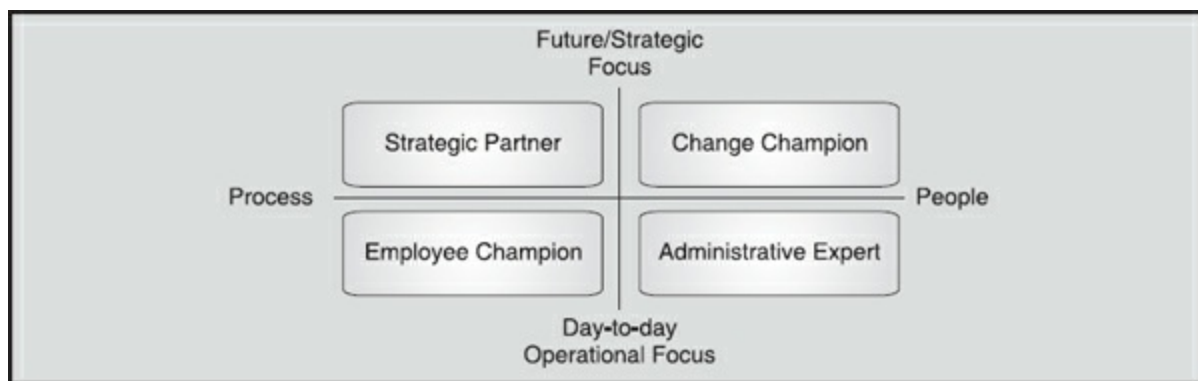 Future/Strategic
Focus
Strategic Partner
Change Champion
Process
People
Employee Champion
Administrative Expert
Day-to-day
Operational Focus